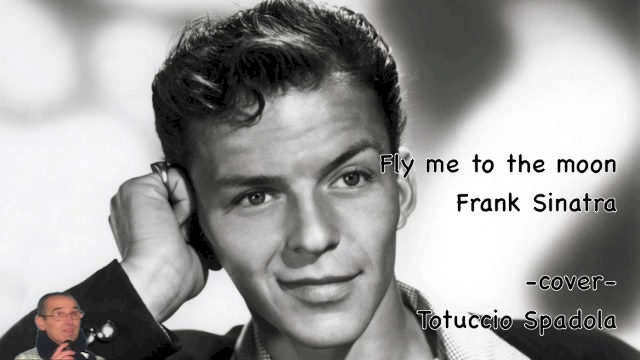 Fly me to the moon
Frank Sinatra
-cover-
Totuccio Spadola